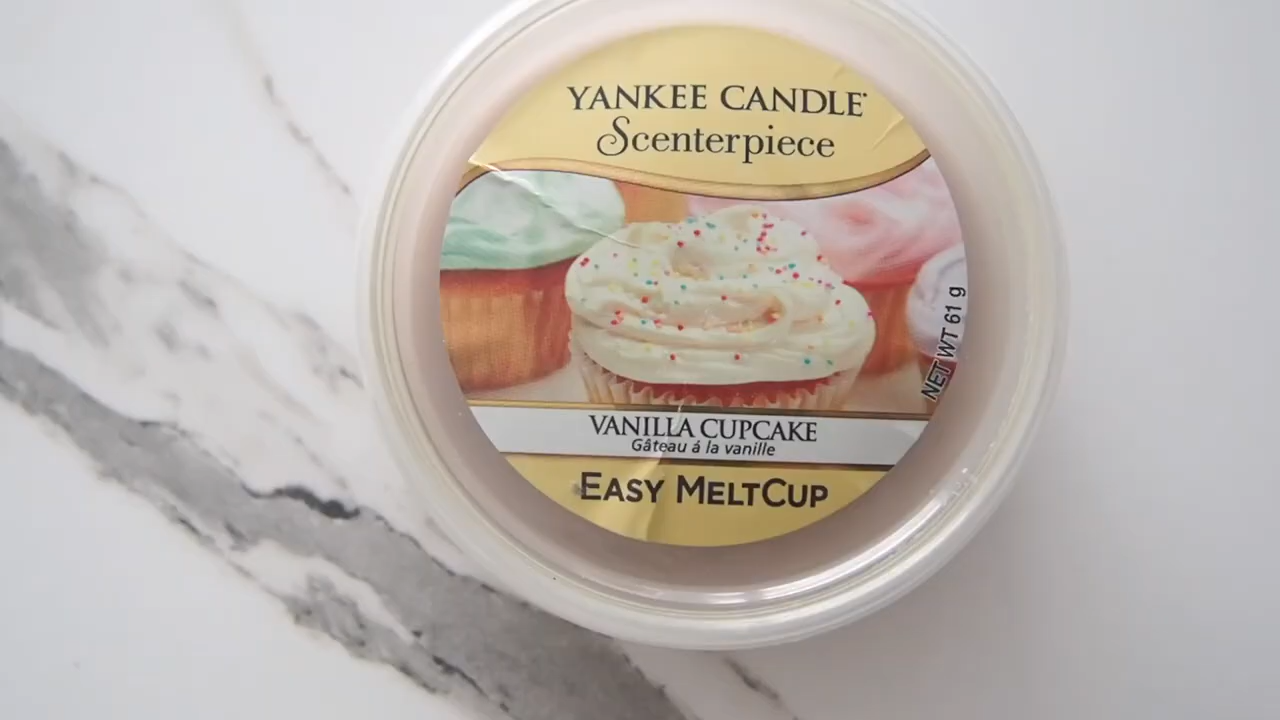 YANKEE CANDLE
Scenterpiece
NET WT 61 g
VANILLA CUPCAKE
Gâteau á la vanille
EASY MELTCUP